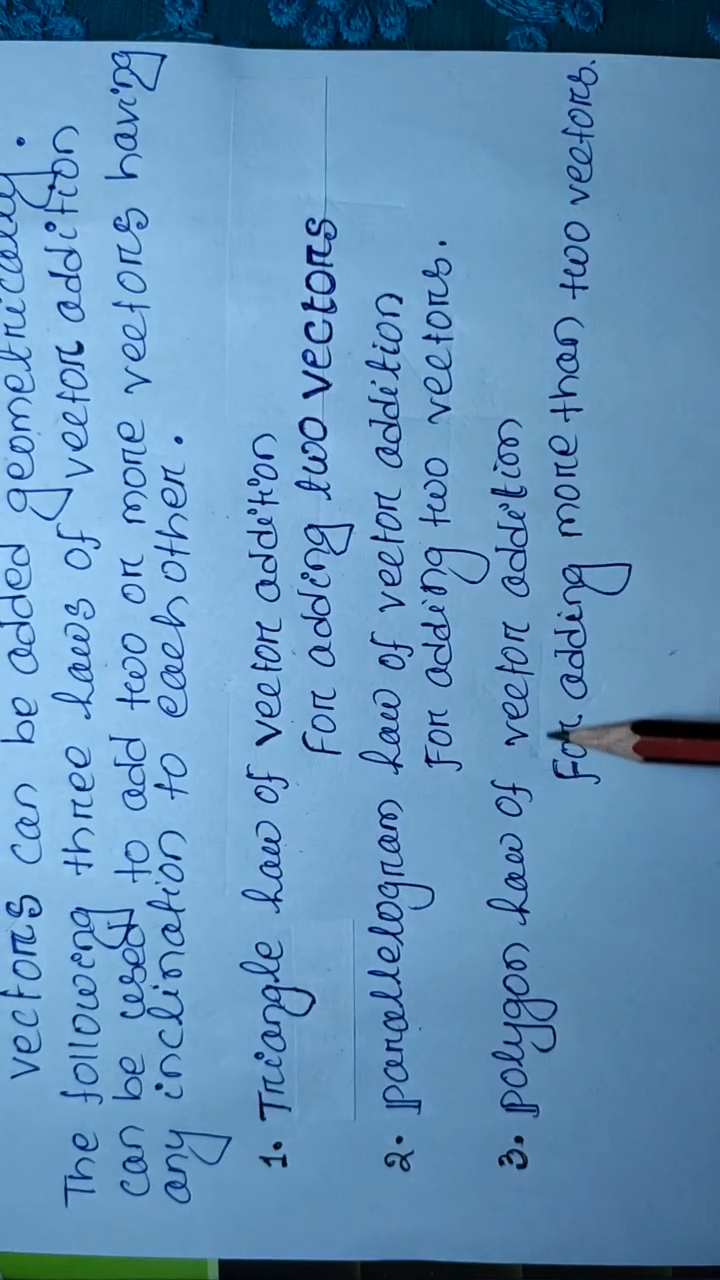 vectors can be added geometrically.
The following three laws of vector addition
can be used to add two or more vectors having
any inclination to each other.
1. Triangle law of vector addition
For adding two vectors
2. parallelogram law of vector addition
For adding two vectors.
3. polygon law of vector addition
For adding more than two vectors.